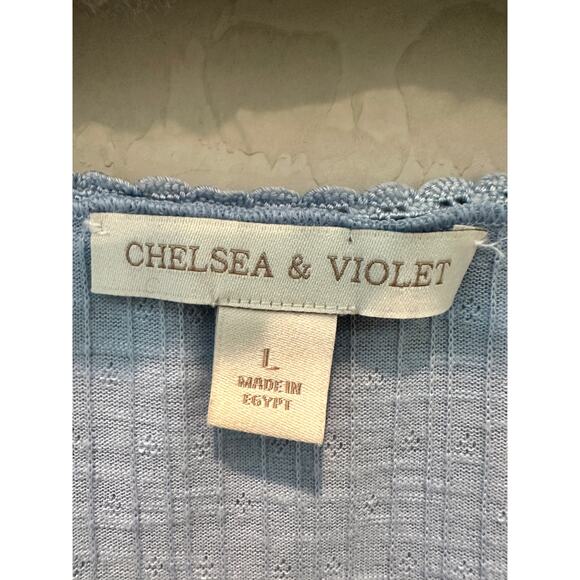 CHELSEA & VIOLET
L
MADE IN
EGYPT